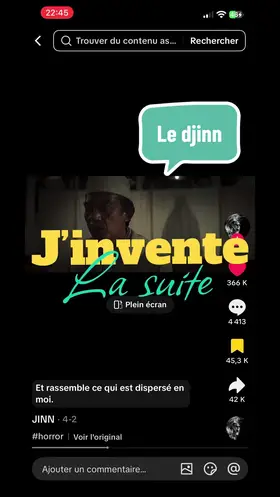 22:45
Trouver du contenu as...
Rechercher
Le djinn
J'invente
La suite
Plein écran
366 K
4 413
45,3 K
42 K
Et rassemble ce qui est dispersé en
moi.
JINN · 4-2
#horror | Voir l'original
Ajouter un commentaire...